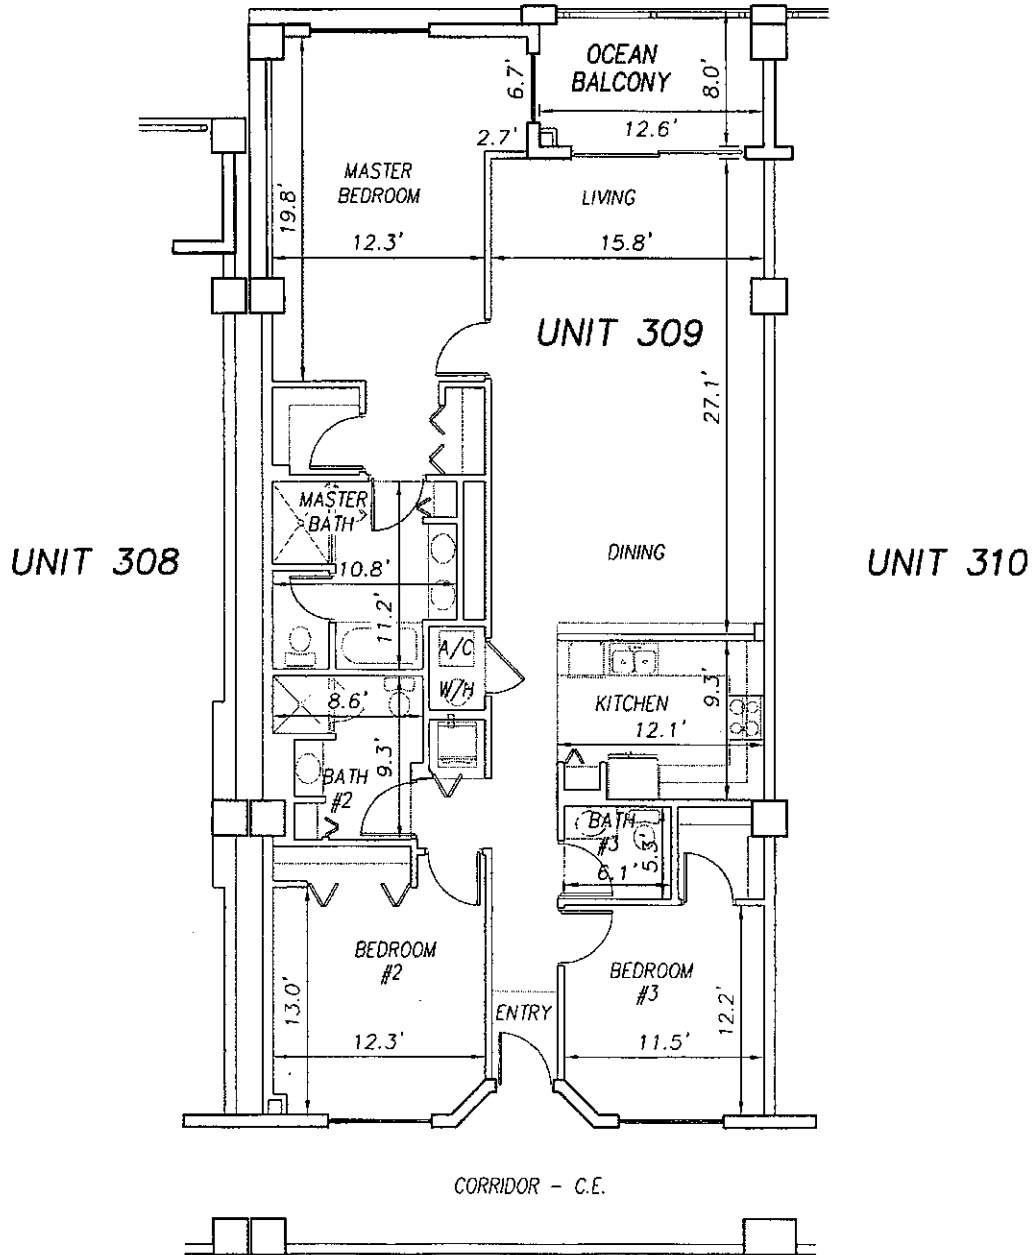 OCEAN
BALCONY
6.7'
8.0'
12.6'
2.7'
MASTER
BEDROOM
LIVING
19.8'
12.3'
15.8'
UNIT 309
27.1'
MASTER
BATH
UNIT 308
DINING
UNIT 310
10.8'
11.2'
A/C
W/H
KITCHEN
9.3'
12.1'
8.6'
9.3'
BATH
#2
BATH
#3
5.3'
6.1'
BEDROOM
#2
13.0'
12.3'
ENTRY
BEDROOM
#3
12.2'
11.5'
CORRIDOR - C.E.